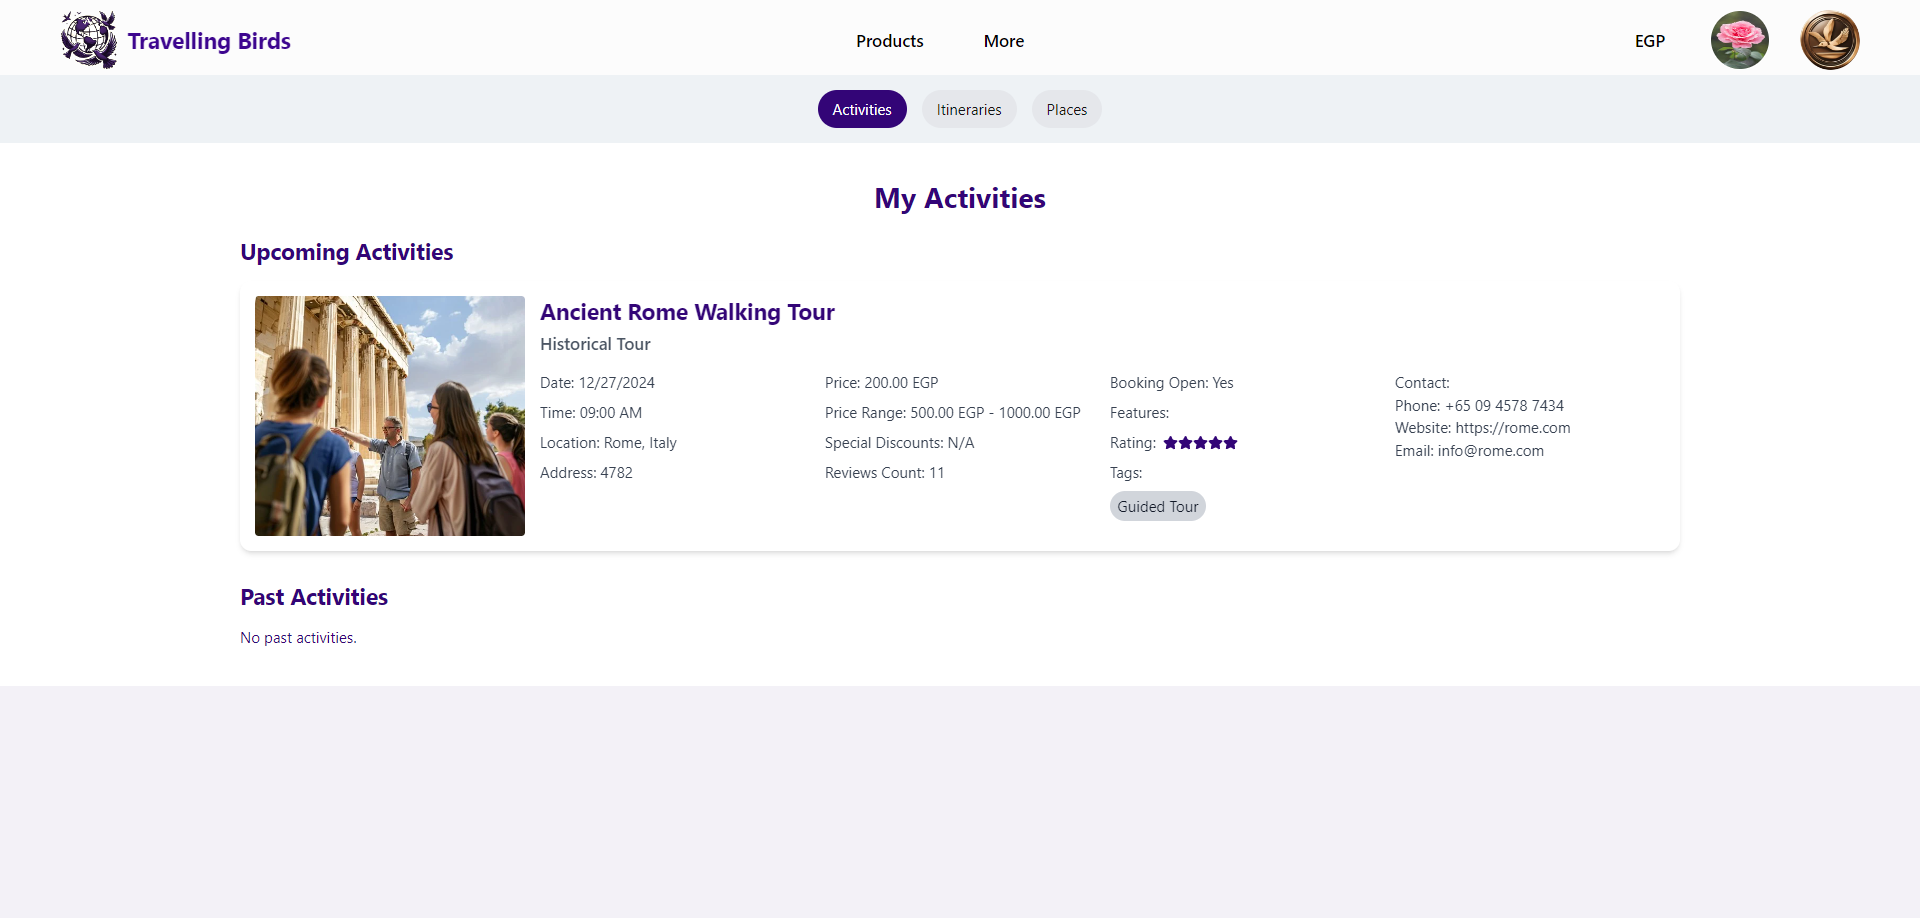 Travelling Birds
Products
More
EGP
Activities
Itineraries
Places
My Activities
Upcoming Activities
Ancient Rome Walking Tour
Historical Tour
Date: 12/27/2024
Time: 09:00 AM
Location: Rome, Italy
Address: 4782
Price: 200.00 EGP
Price Range: 500.00 EGP - 1000.00 EGP
Special Discounts: N/A
Reviews Count: 11
Booking Open: Yes
Features:
Rating:
Tags:
Guided Tour
Contact:
Phone: +65 09 4578 7434
Website: https://rome.com
Email: info@rome.com
Past Activities
No past activities.